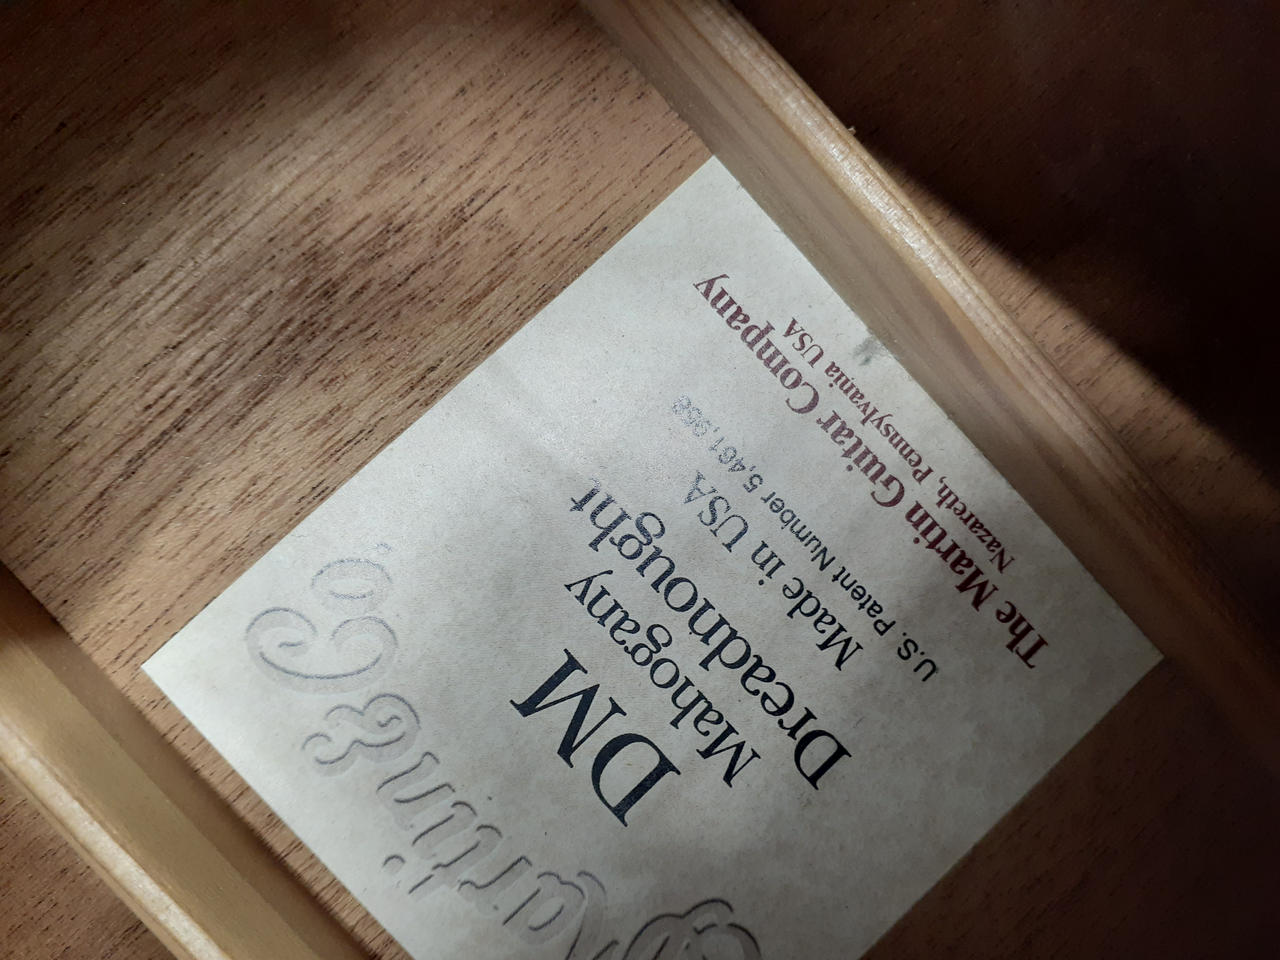 Martin & Co.
DM
Mahogany
Dreadnought
Made in USA
U.S. Patent Number 5,461,958
The Martin Guitar Company
Nazareth, Pennsylvania USA